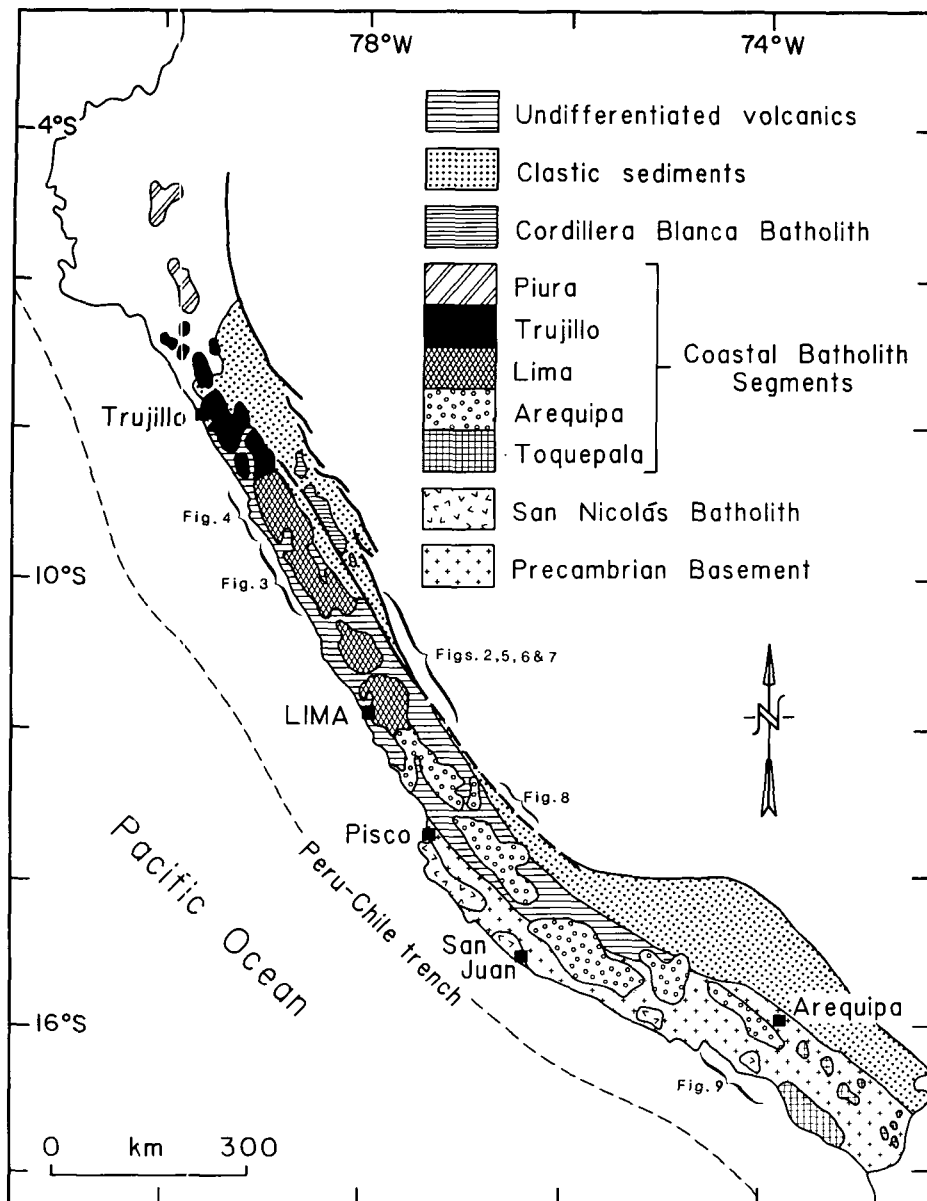 78°W
74°W
4°S
10°S
16°S
Undifferentiated volcanics
Clastic sediments
Cordillera Blanca Batholith
Piura
Trujillo
Lima
Arequipa
Toquepala
Coastal Batholith
Segments
San Nicolás Batholith
Precambrian Basement
Trujillo
Fig. 4
Fig. 3
Figs. 2,5,6&7
LIMA
Fig. 8
Pisco
San
Juan
Arequipa
Fig. 9
Pacific Ocean
Peru-Chile trench
N
0 km 300